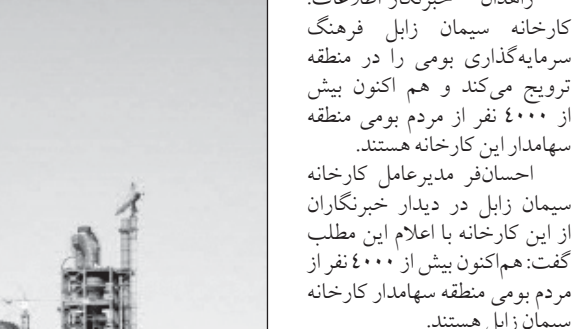 زاهدان - خبرنگار اطلاعات:
کارخانه سیمان زابل فرهنگ
سرمایه‌گذاری بومی را در منطقه
ترویج می‌کند و هم اکنون بیش
از ۴۰۰۰ نفر از مردم بومی منطقه
سهامدار این کارخانه هستند.
احسان‌فر مدیرعامل کارخانه
سیمان زابل در دیدار خبرنگاران
از این کارخانه با اعلام این مطلب
گفت: هم‌اکنون بیش از ۴۰۰۰ نفر از
مردم بومی منطقه سهامدار کارخانه
سیمان زابل هستند.